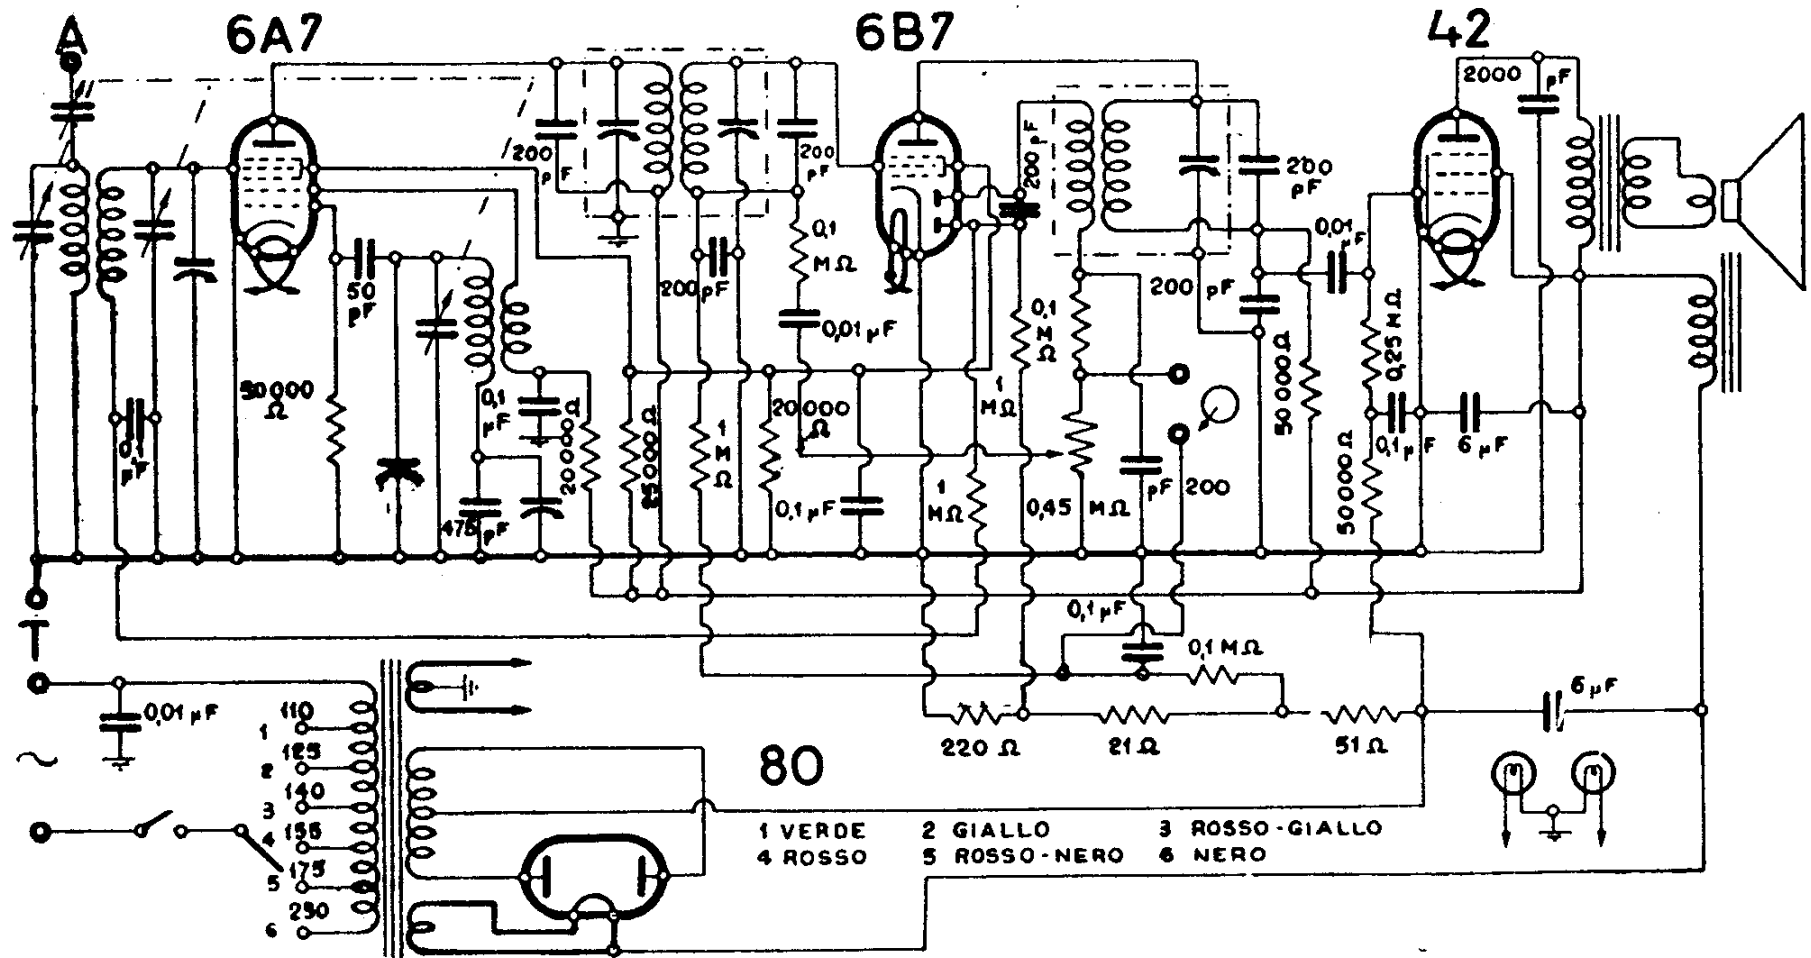 A
6A7
6B7
42
2000 pF
200 pF
200 pF
200 pF
200 pF
0,1 MΩ
0,01 µF
50 pF
200 pF
0,01 µF
200 pF
0,1 MΩ
50000 Ω
0,1 µF
0,1 µF
20000 Ω
25000 Ω
1 MΩ
20000 Ω
1 MΩ
50000 Ω
0,25 MΩ
0,1 µF
6 µF
475 pF
0,1 µF
1 MΩ
0,45 MΩ
pF 200
50000 Ω
0,1 µF
0,1 MΩ
220 Ω
21 Ω
51 Ω
6 µF
0,01 µF
110
1
125
2
140
3
155
4
175
5
230
6
80
1 VERDE 2 GIALLO 3 ROSSO-GIALLO
4 ROSSO 5 ROSSO-NERO 6 NERO